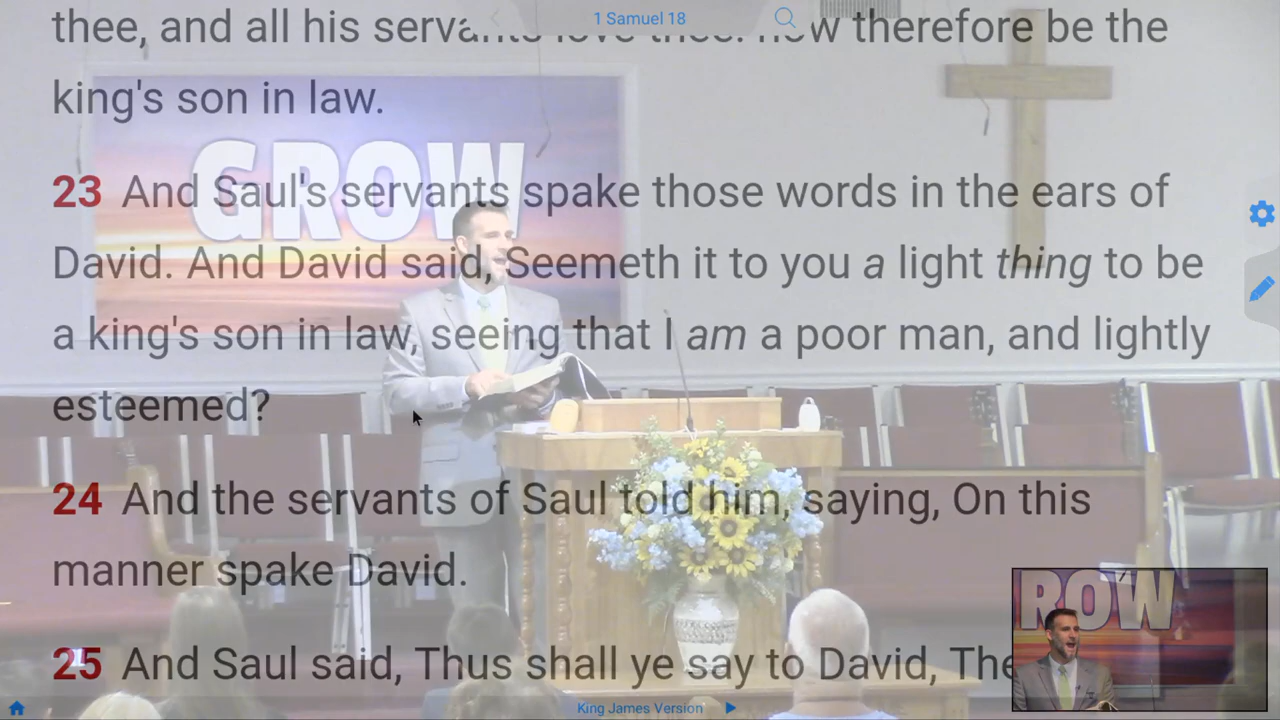 1 Samuel 18
thee, and all his servants love thee: now therefore be the
king's son in law.
GROW
23 And Saul's servants spake those words in the ears of
David. And David said, Seemeth it to you a light thing to be
a king's son in law, seeing that I am a poor man, and lightly
esteemed?
24 And the servants of Saul told him, saying, On this
manner spake David.
ROW
25 And Saul said, Thus shall ye say to David, The
King James Version